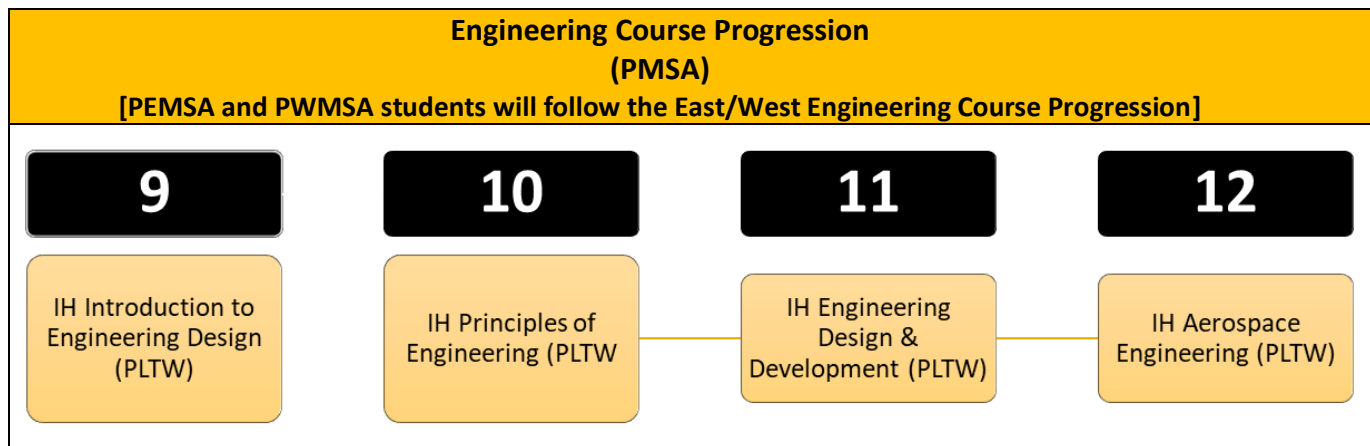 Engineering Course Progression
(PMSA)
[PEMSA and PWMSA students will follow the East/West Engineering Course Progression]
9
10
11
12
IH Introduction to
Engineering Design
(PLTW)
IH Principles of
Engineering (PLTW
IH Engineering
Design &
Development (PLTW)
IH Aerospace
Engineering (PLTW)